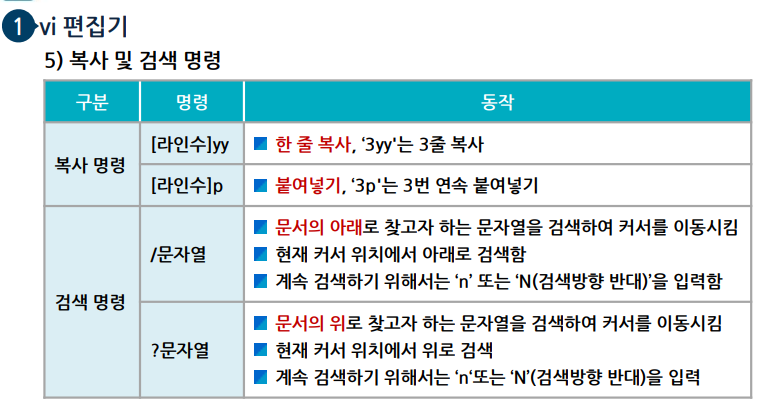 1 vi 편집기
5) 복사 및 검색 명령
구분 명령 동작
복사 명령
[라인수]yy
한 줄 복사, ‘3yy'는 3줄 복사
[라인수]p
붙여넣기, ‘3p'는 3번 연속 붙여넣기
검색 명령
/문자열
문서의 아래로 찾고자 하는 문자열을 검색하여 커서를 이동시킴
현재 커서 위치에서 아래로 검색함
계속 검색하기 위해서는 ‘n’ 또는 ‘N(검색방향 반대)’을 입력함
?문자열
문서의 위로 찾고자 하는 문자열을 검색하여 커서를 이동시킴
현재 커서 위치에서 위로 검색
계속 검색하기 위해서는 ‘n‘또는 ‘N’(검색방향 반대)을 입력